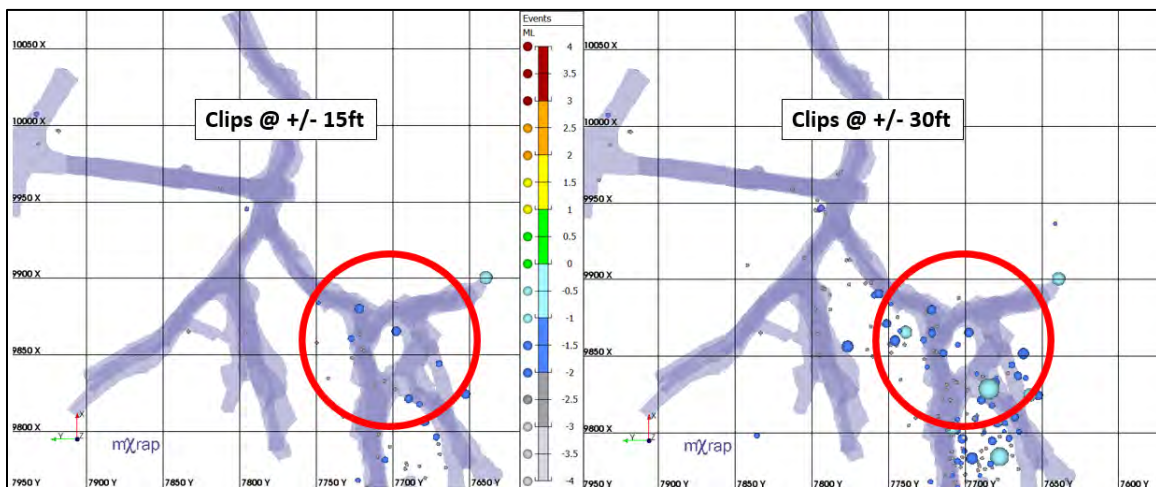 Clips @ +/- 15ft
10050 X
10000 X
9950 X
9900 X
9850 X
9800 X
7950 Y
7900 Y
7850 Y
7800 Y
7750 Y
7700 Y
7650 Y
X
Y
Z
mχrap
Events
ML
4
3.5
3
2.5
2
1.5
1
0.5
0
-0.5
-1
-1.5
-2
-2.5
-3
-3.5
-4
Clips @ +/- 30ft
10050 X
10000 X
9950 X
9900 X
9850 X
9800 X
7950 Y
7900 Y
7850 Y
7800 Y
7750 Y
7700 Y
7650 Y
7600 Y
X
Y
Z
mχrap